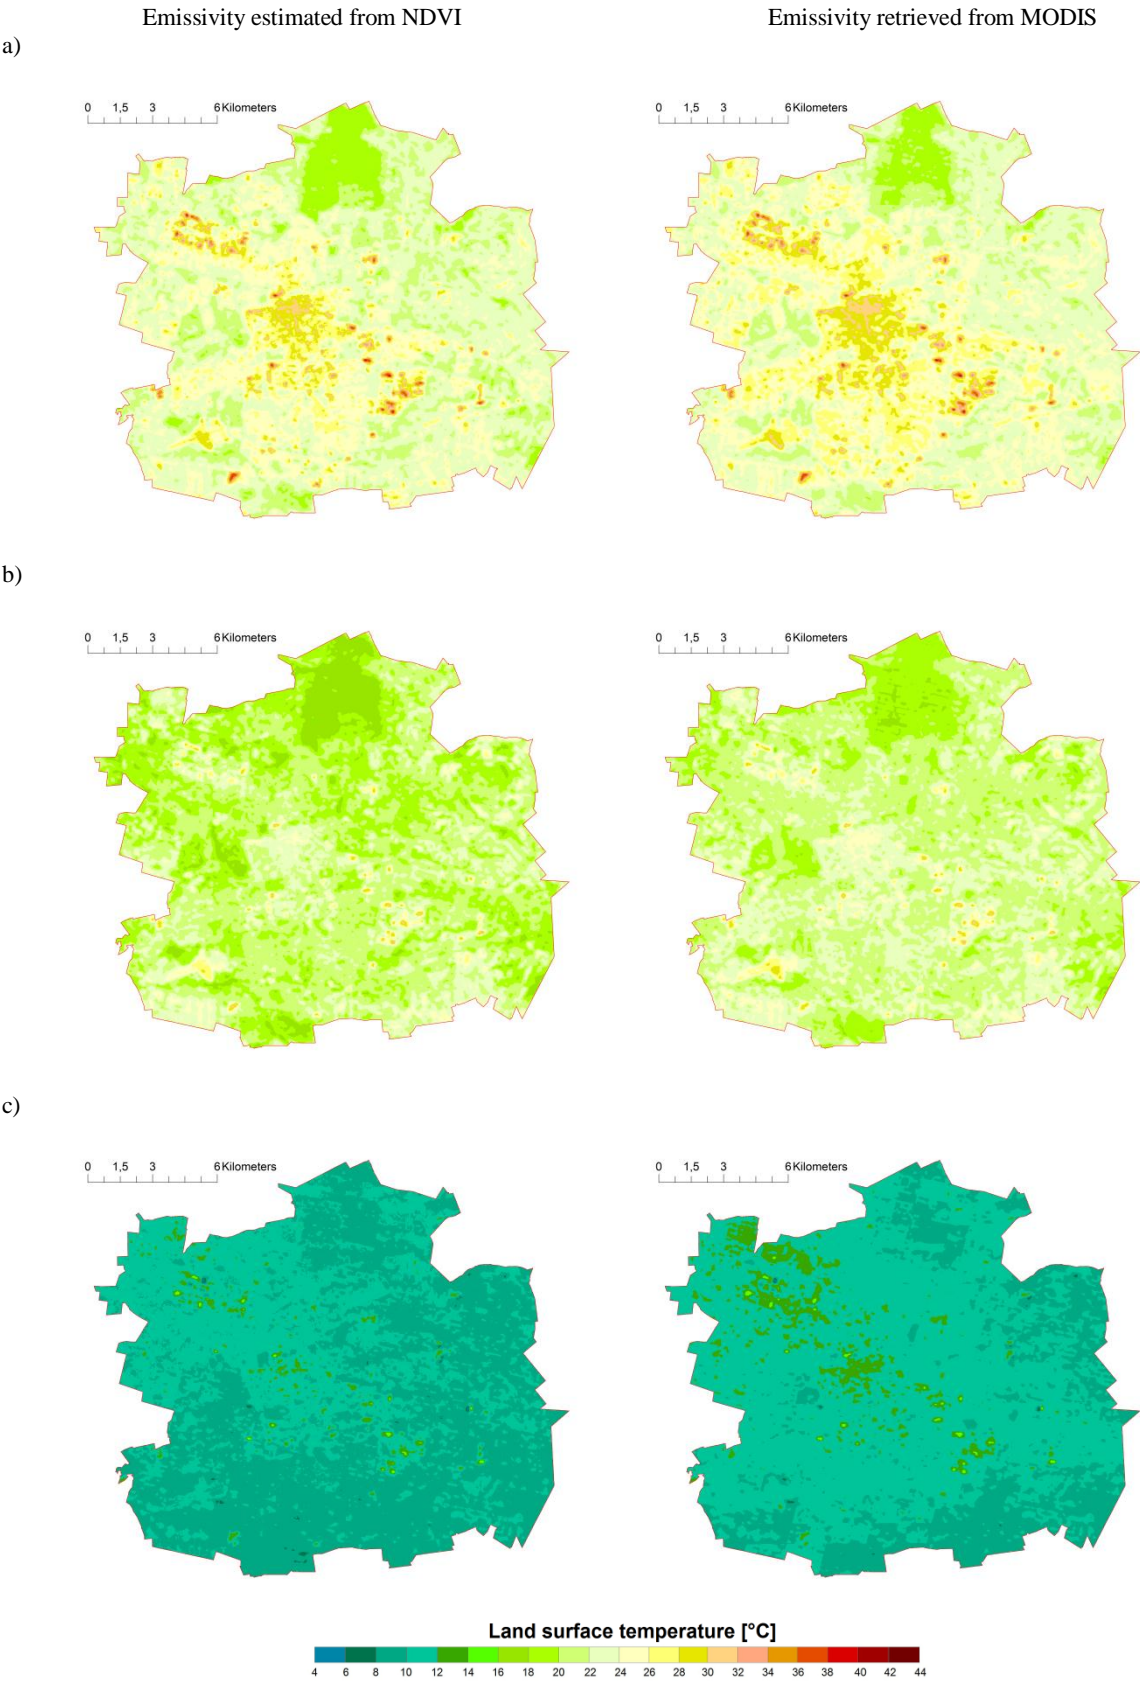 Emissivity estimated from NDVI Emissivity retrieved from MODIS
a)
0 1,5 3 6 Kilometers 0 1,5 3 6 Kilometers
b)
0 1,5 3 6 Kilometers 0 1,5 3 6 Kilometers
c)
0 1,5 3 6 Kilometers 0 1,5 3 6 Kilometers
Land surface temperature [°C]
4 6 8 10 12 14 16 18 20 22 24 26 28 30 32 34 36 38 40 42 44